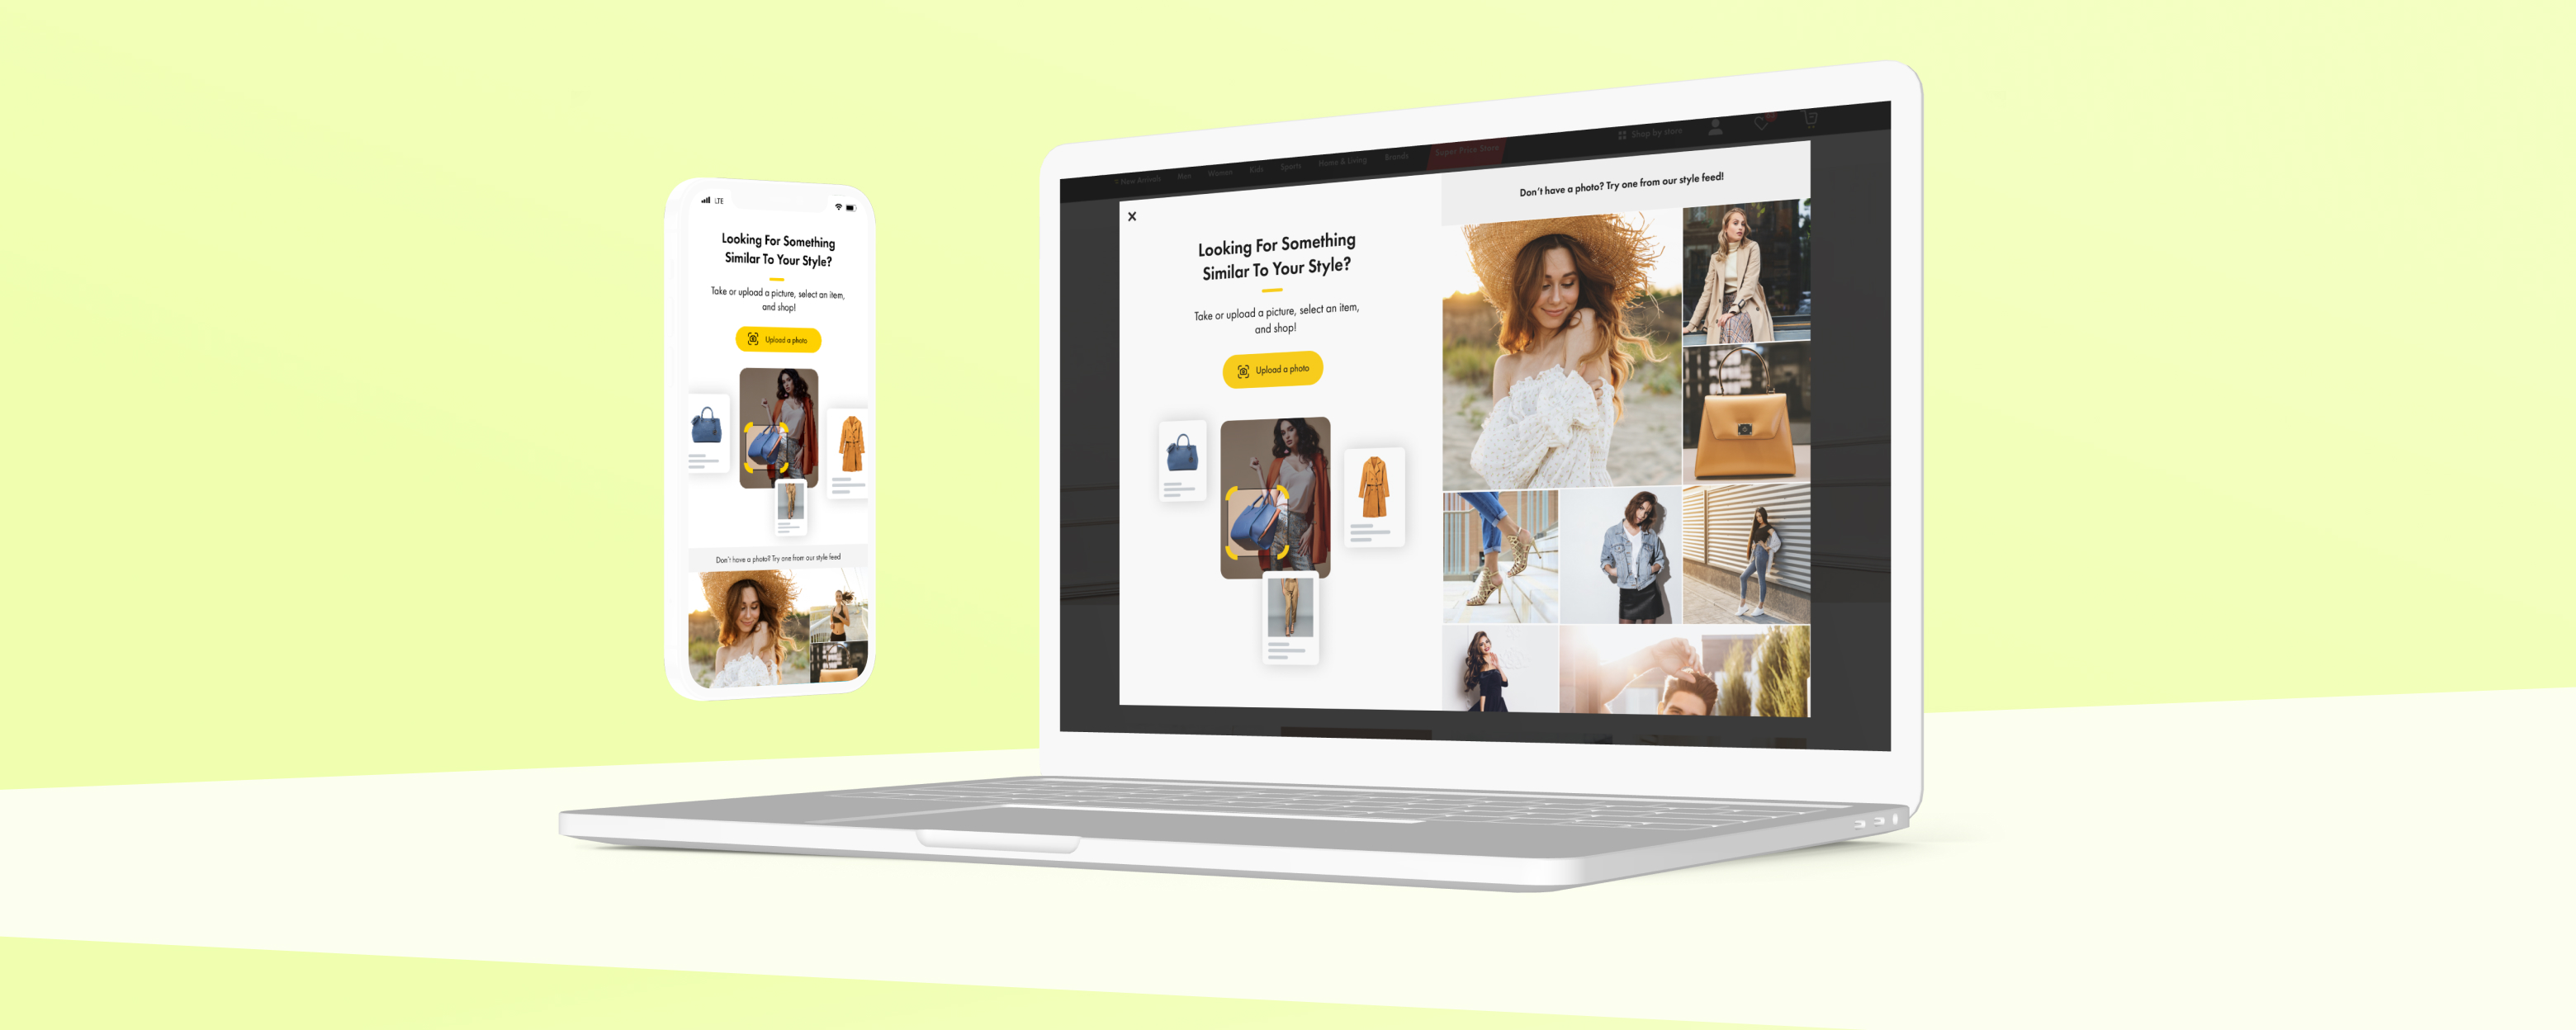 LTE
Looking For Something
Similar To Your Style?
Take or upload a picture, select an item,
and shop!
Upload a photo
Don't have a photo? Try one from our style feed
New Arrivals Men Women Kids Sports Home & Living Brands Super Price Store Shop by store
Don't have a photo? Try one from our style feed!
Looking For Something
Similar To Your Style?
Take or upload a picture, select an item,
and shop!
Upload a photo